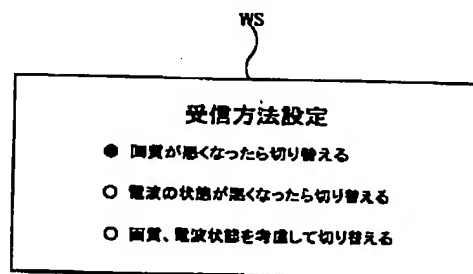 WS
受信方法設定
● 画質が悪くなったら切り替える
○ 電波の状態が悪くなったら切り替える
○ 画質、電波状態を考慮して切り替える